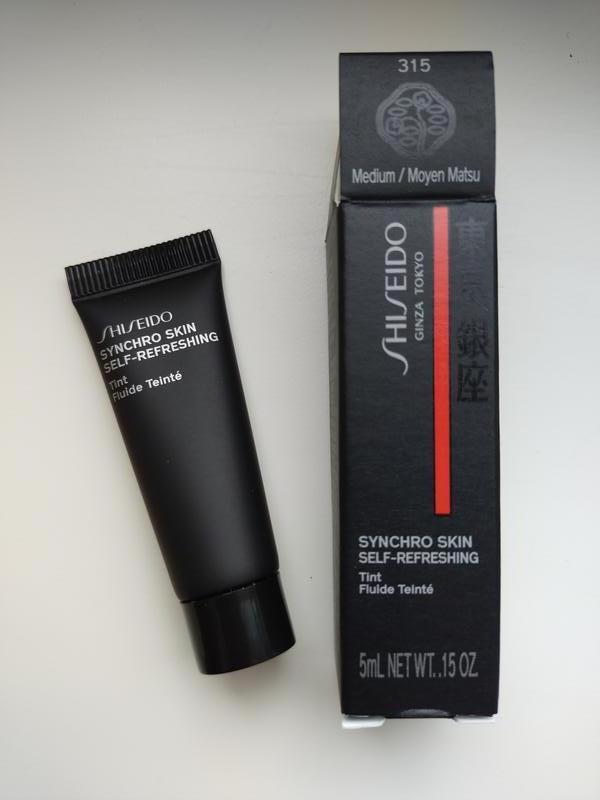 SHISEIDO
SYNCHRO SKIN
SELF-REFRESHING
Tint
Fluide Teinté
315
Medium / Moyen Matsu
SHISEIDO
GINZA TOKYO
東京銀座
SYNCHRO SKIN
SELF-REFRESHING
Tint
Fluide Teinté
5mL NET WT. .15 OZ.